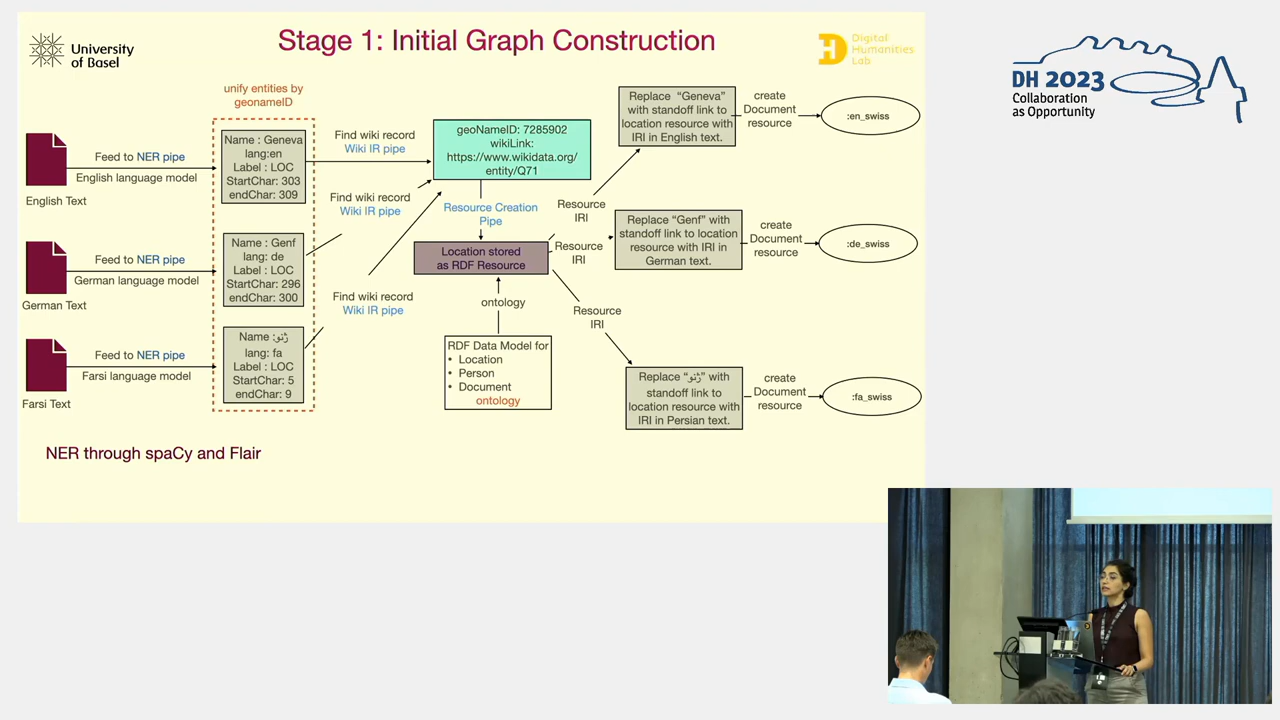 University
of Basel
Stage 1: Initial Graph Construction
Digital
Humanities
Lab
DH 2023
Collaboration
as Opportunity
unify entities by
geonameID
English Text
Feed to NER pipe
English language model
Name : Geneva
lang:en
Label : LOC
StartChar: 303
endChar: 309
Find wiki record
Wiki IR pipe
geoNameID: 7285902
wikiLink:
https://www.wikidata.org/
entity/Q71
Replace “Geneva”
with standoff link to
location resource with
IRI in English text.
create
Document
resource
:en_swiss
German Text
Feed to NER pipe
German language model
Name : Genf
lang: de
Label : LOC
StartChar: 296
endChar: 300
Find wiki record
Wiki IR pipe
Resource Creation
Pipe
Resource
IRI
Location stored
as RDF Resource
Resource
IRI
Replace “Genf” with
standoff link to location
resource with IRI in
German text.
create
Document
resource
:de_swiss
Farsi Text
Feed to NER pipe
Farsi language model
Name :ژنو
lang: fa
Label : LOC
StartChar: 5
endChar: 9
Find wiki record
Wiki IR pipe
ontology
RDF Data Model for
• Location
• Person
• Document
ontology
Resource
IRI
Replace “ژنو” with
standoff link to
location resource with
IRI in Persian text.
create
Document
resource
:fa_swiss
NER through spaCy and Flair